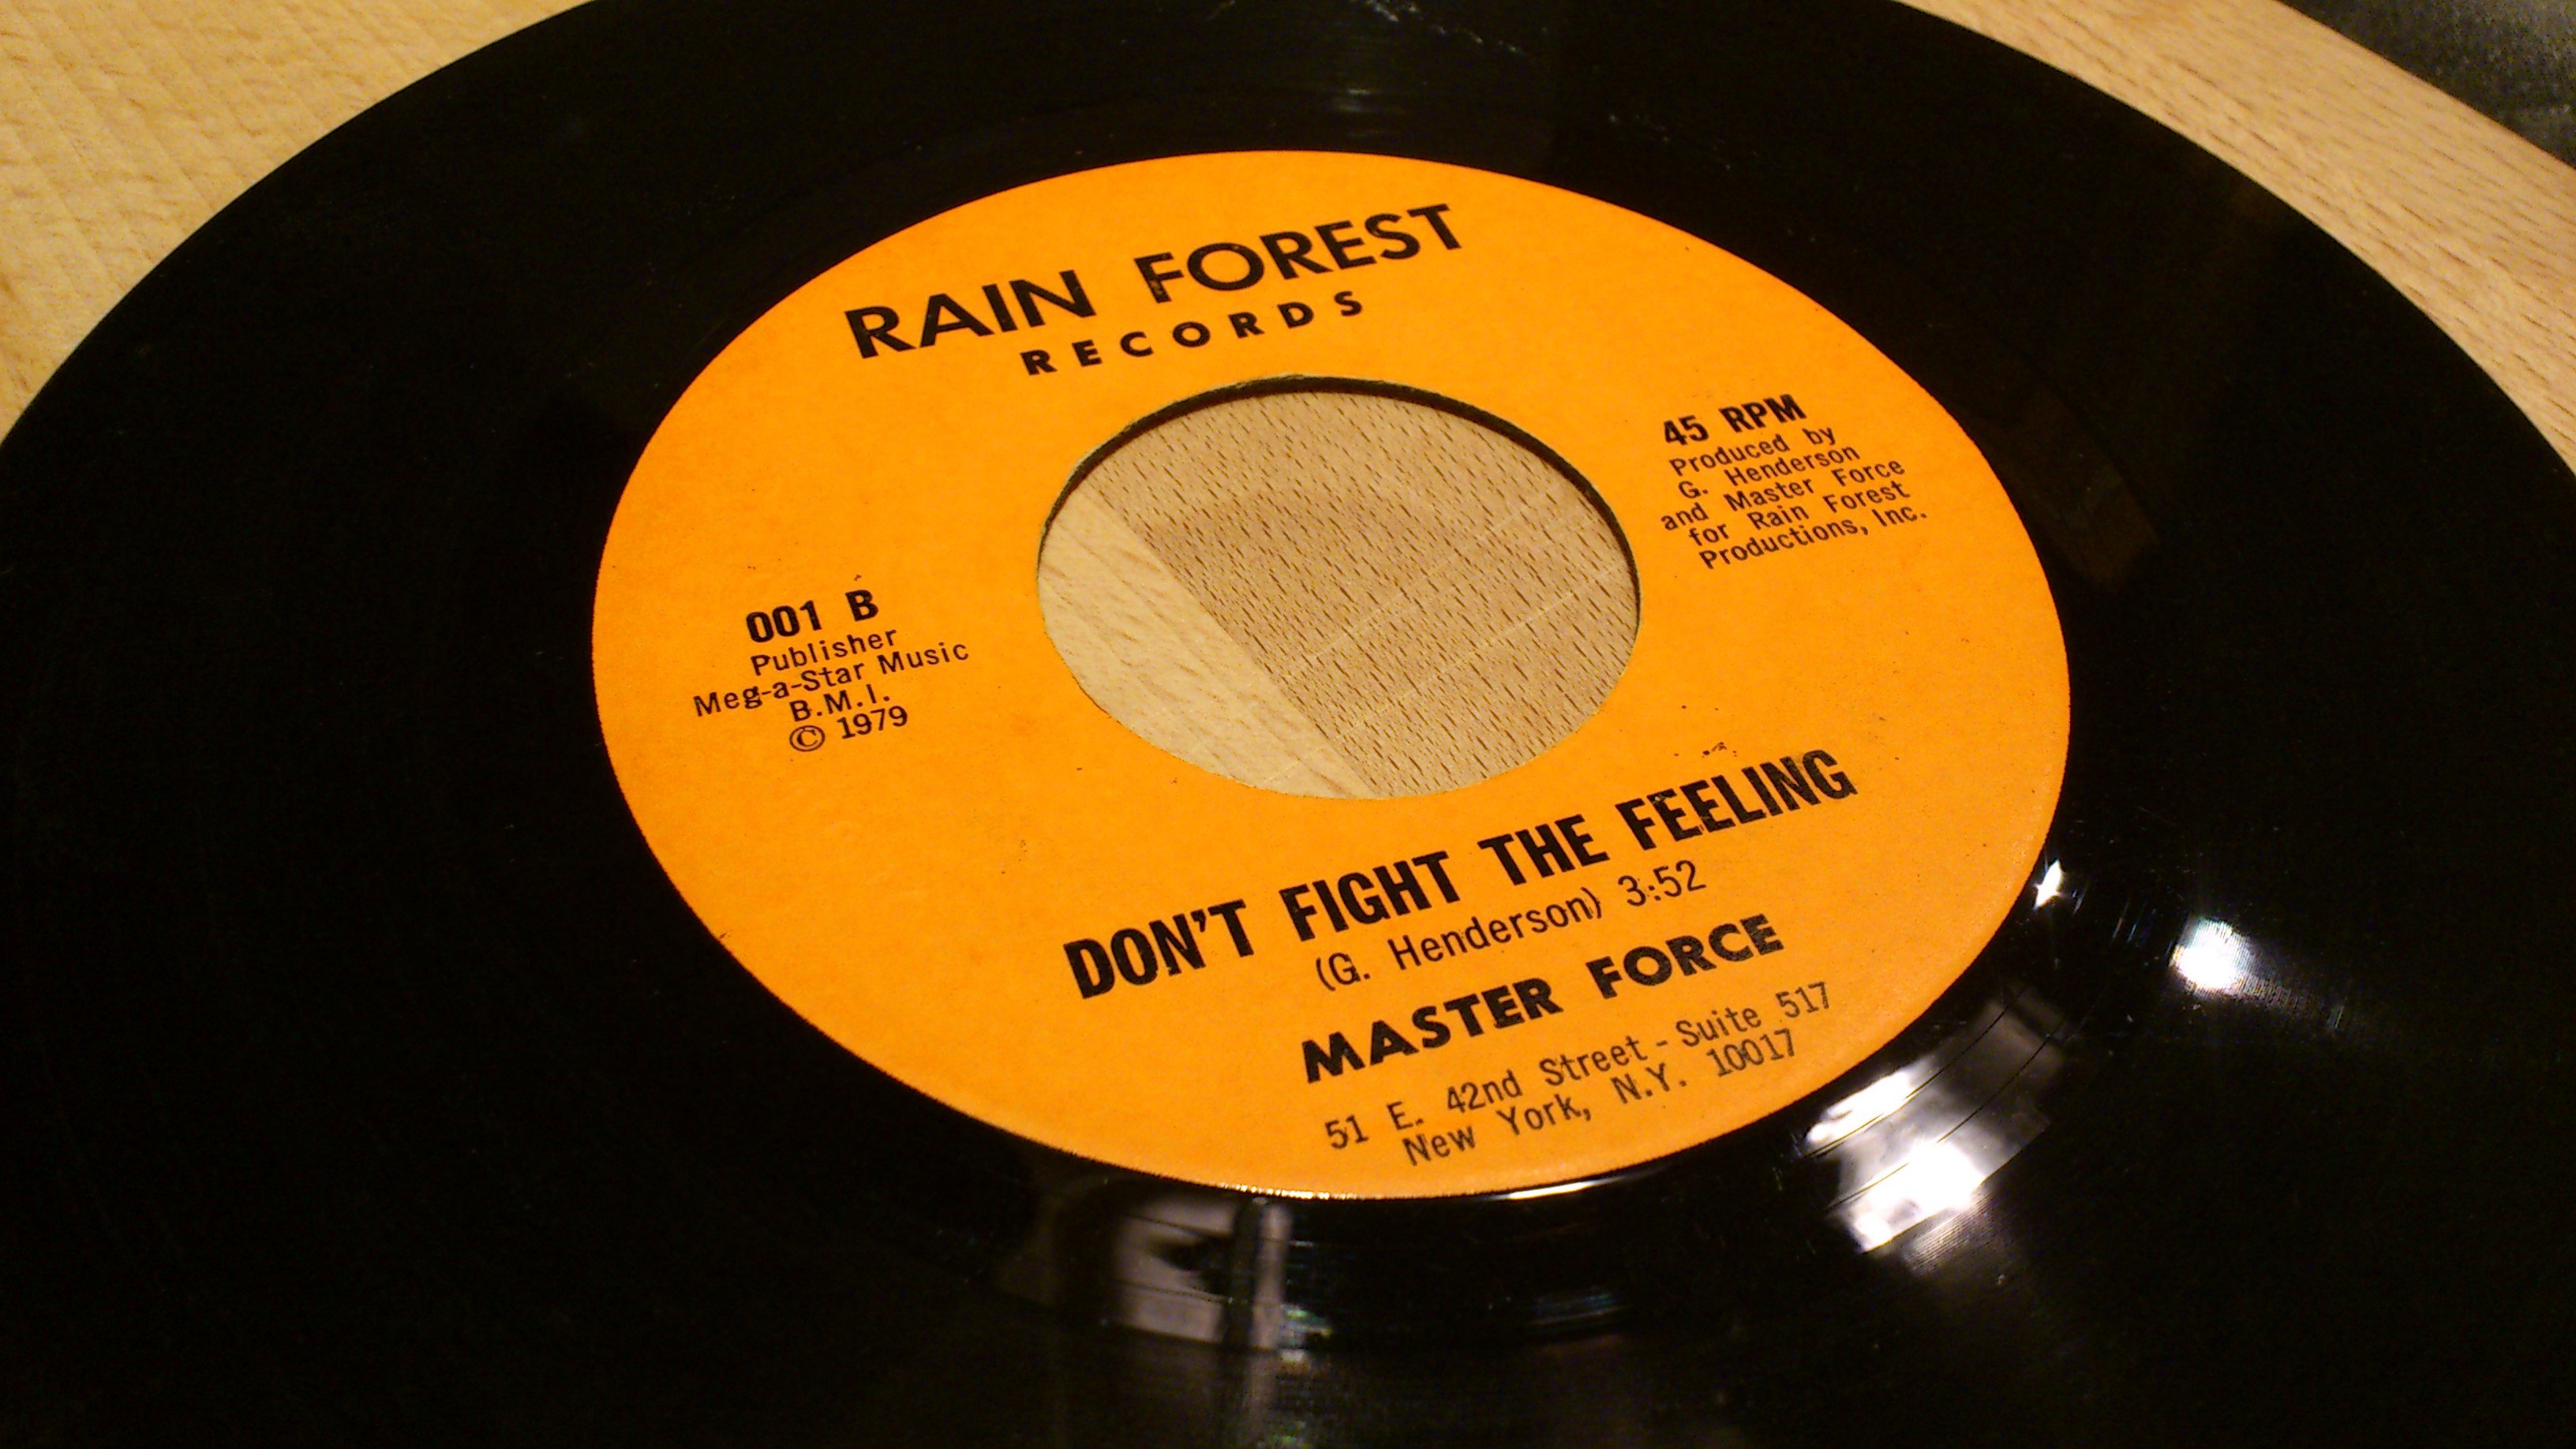 RAIN FOREST
RECORDS
45 RPM
Produced by
G. Henderson
and Master Force
for Rain Forest
Productions, Inc.
001 B
Publisher
Meg-a-Star Music
B.M.I.
© 1979
DON'T FIGHT THE FEELING
(G. Henderson) 3:52
MASTER FORCE
51 E. 42nd Street - Suite 517
New York, N.Y. 10017